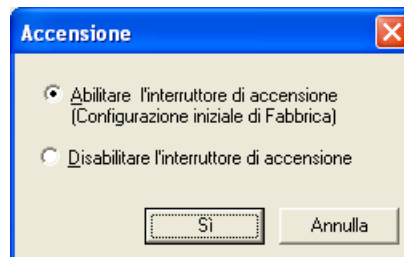 Accensione
Abilitare l'interruttore di accensione
(Configurazione iniziale di Fabbrica)
Disabilitare l'interruttore di accensione
Sì
Annulla